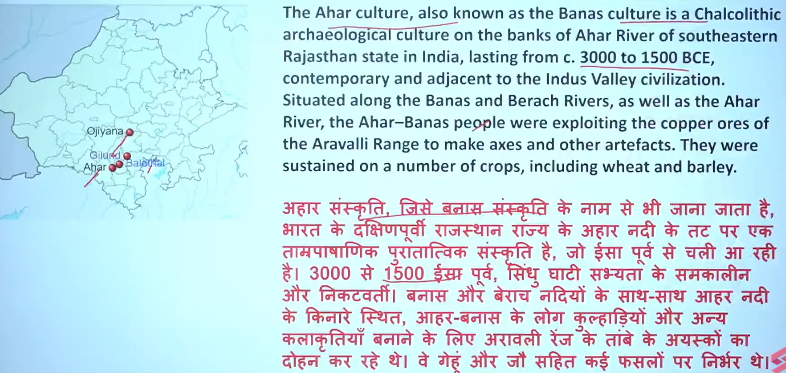 The Ahar culture, also known as the Banas culture is a Chalcolithic
archaeological culture on the banks of Ahar River of southeastern
Rajasthan state in India, lasting from c. 3000 to 1500 BCE,
contemporary and adjacent to the Indus Valley civilization.
Situated along the Banas and Berach Rivers, as well as the Ahar
River, the Ahar–Banas people were exploiting the copper ores of
the Aravalli Range to make axes and other artefacts. They were
sustained on a number of crops, including wheat and barley.
Ojiyana
Gilund
Balathal
Ahar
अहार संस्कृति, जिसे बनास संस्कृति के नाम से भी जाना जाता है,
भारत के दक्षिणपूर्वी राजस्थान राज्य के अहार नदी के तट पर एक
ताम्रपाषाणिक पुरातात्विक संस्कृति है, जो ईसा पूर्व से चली आ रही
है। 3000 से 1500 ईसा पूर्व, सिंधु घाटी सभ्यता के समकालीन
और निकटवर्ती। बनास और बेराच नदियों के साथ-साथ आहर नदी
के किनारे स्थित, आहर-बनास के लोग कुल्हाड़ियों और अन्य
कलाकृतियाँ बनाने के लिए अरावली रेंज के तांबे के अयस्कों का
दोहन कर रहे थे। वे गेहूं और जौ सहित कई फसलों पर निर्भर थे।